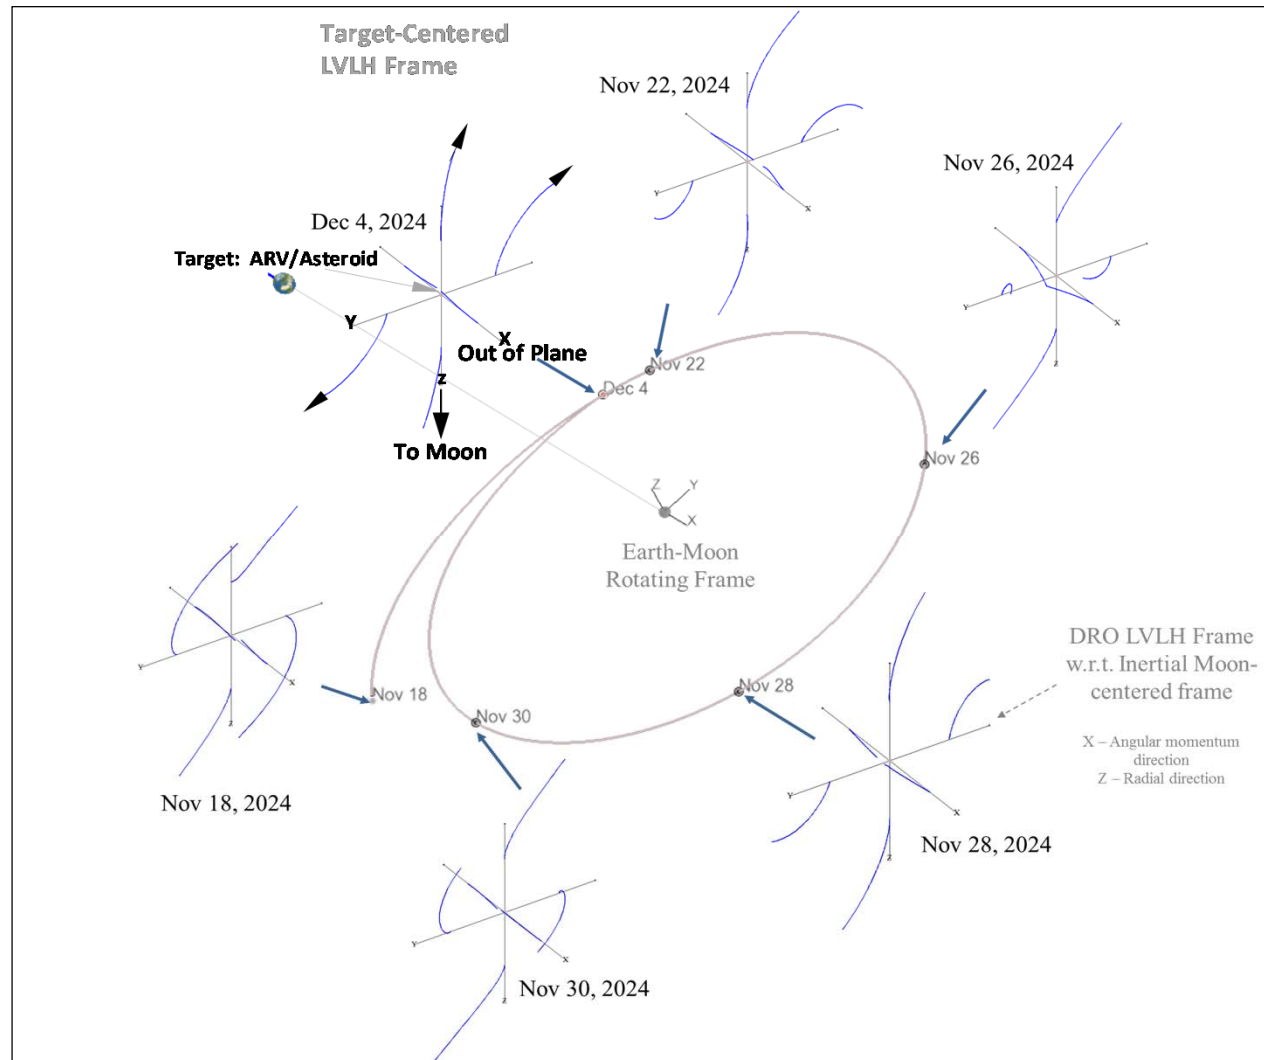 Target-Centered
LVLH Frame
Nov 22, 2024
Nov 26, 2024
Dec 4, 2024
Target: ARV/Asteroid
Y
X
Out of Plane
z
To Moon
Y
X
Z
Y
X
Z
Nov 22
Dec 4
Nov 26
Z
Y
X
Earth-Moon
Rotating Frame
Y
X
Z
Nov 18, 2024
Nov 18
Nov 30
Nov 28
DRO LVLH Frame
w.r.t. Inertial Moon-
centered frame
X – Angular momentum
direction
Z – Radial direction
Y
X
Z
Nov 28, 2024
Y
X
Z
Nov 30, 2024